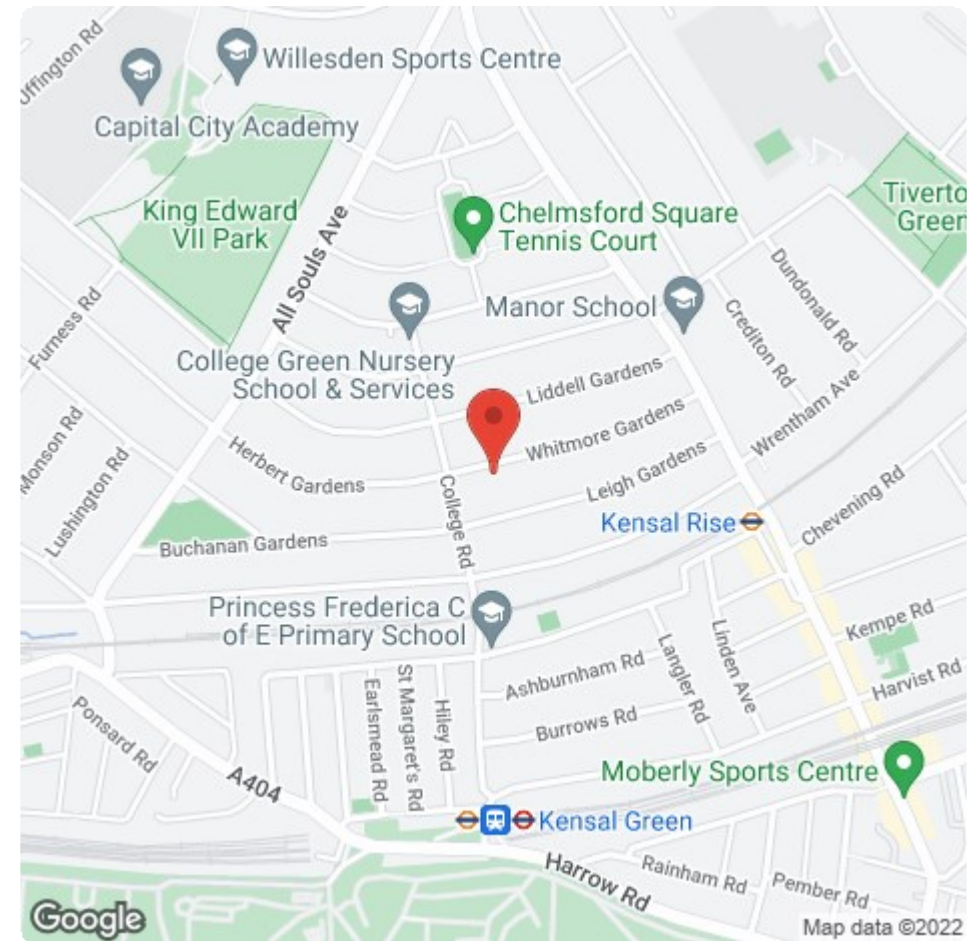 Uffington Rd
Willesden Sports Centre
Capital City Academy
King Edward
VII Park
All Souls Ave
Chelmsford Square
Tennis Court
Tiverto
Green
Furness Rd
Manor School
Dundonald Rd
Crediton Rd
College Green Nursery
School & Services
Liddell Gardens
Monson Rd
Lushington Rd
Herbert Gardens
Whitmore Gardens
Wrentham Ave
College Rd
Leigh Gardens
Buchanan Gardens
Kensal Rise
Chevening Rd
Princess Frederica C
of E Primary School
Kempe Rd
Linden Ave
Langler Rd
Ashburnham Rd
Harvist Rd
Burrows Rd
Hiley Rd
St Margaret's Rd
Earlsmead Rd
Ponsard Rd
A404
Moberly Sports Centre
Kensal Green
Harrow Rd
Rainham Rd
Pember Rd
Google
Map data ©2022